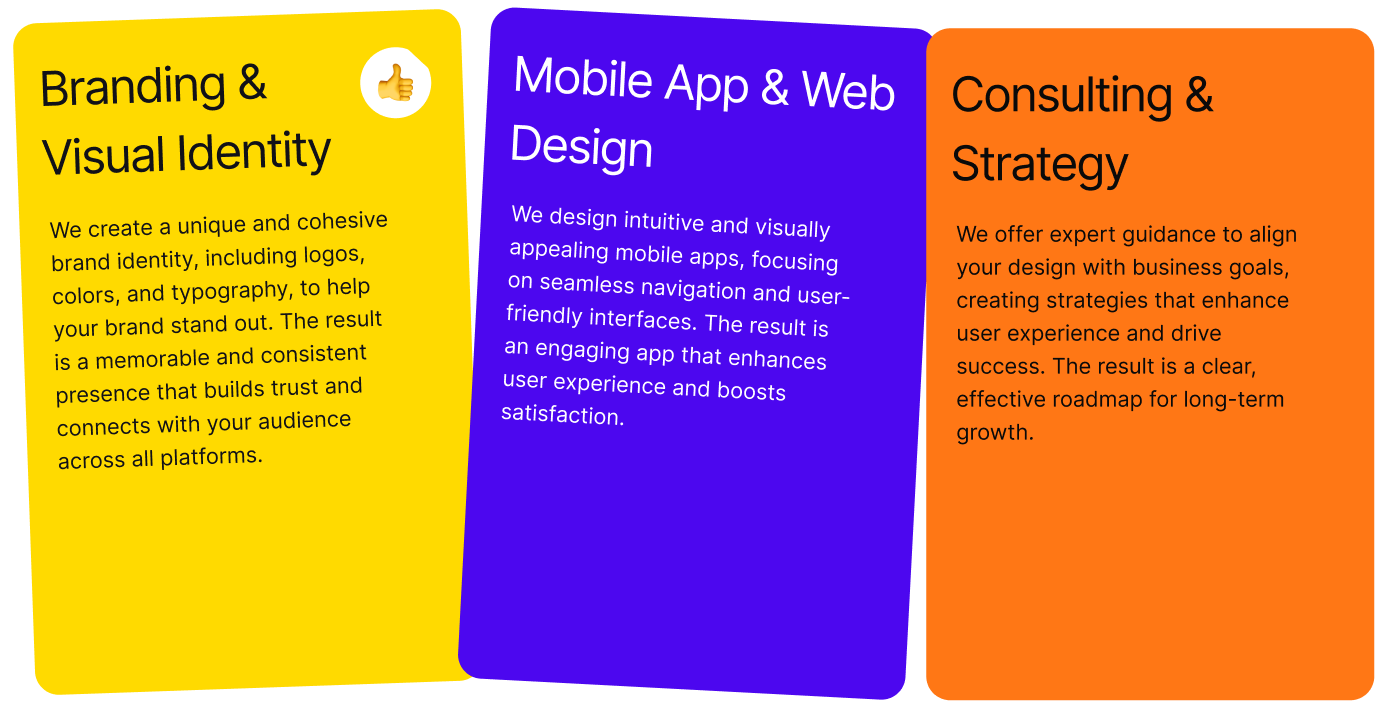 Branding &
Visual Identity
We create a unique and cohesive
brand identity, including logos,
colors, and typography, to help
your brand stand out. The result
is a memorable and consistent
presence that builds trust and
connects with your audience
across all platforms.
Mobile App & Web
Design
We design intuitive and visually
appealing mobile apps, focusing
on seamless navigation and user-
friendly interfaces. The result is
an engaging app that enhances
user experience and boosts
satisfaction.
Consulting &
Strategy
We offer expert guidance to align
your design with business goals,
creating strategies that enhance
user experience and drive
success. The result is a clear,
effective roadmap for long-term
growth.